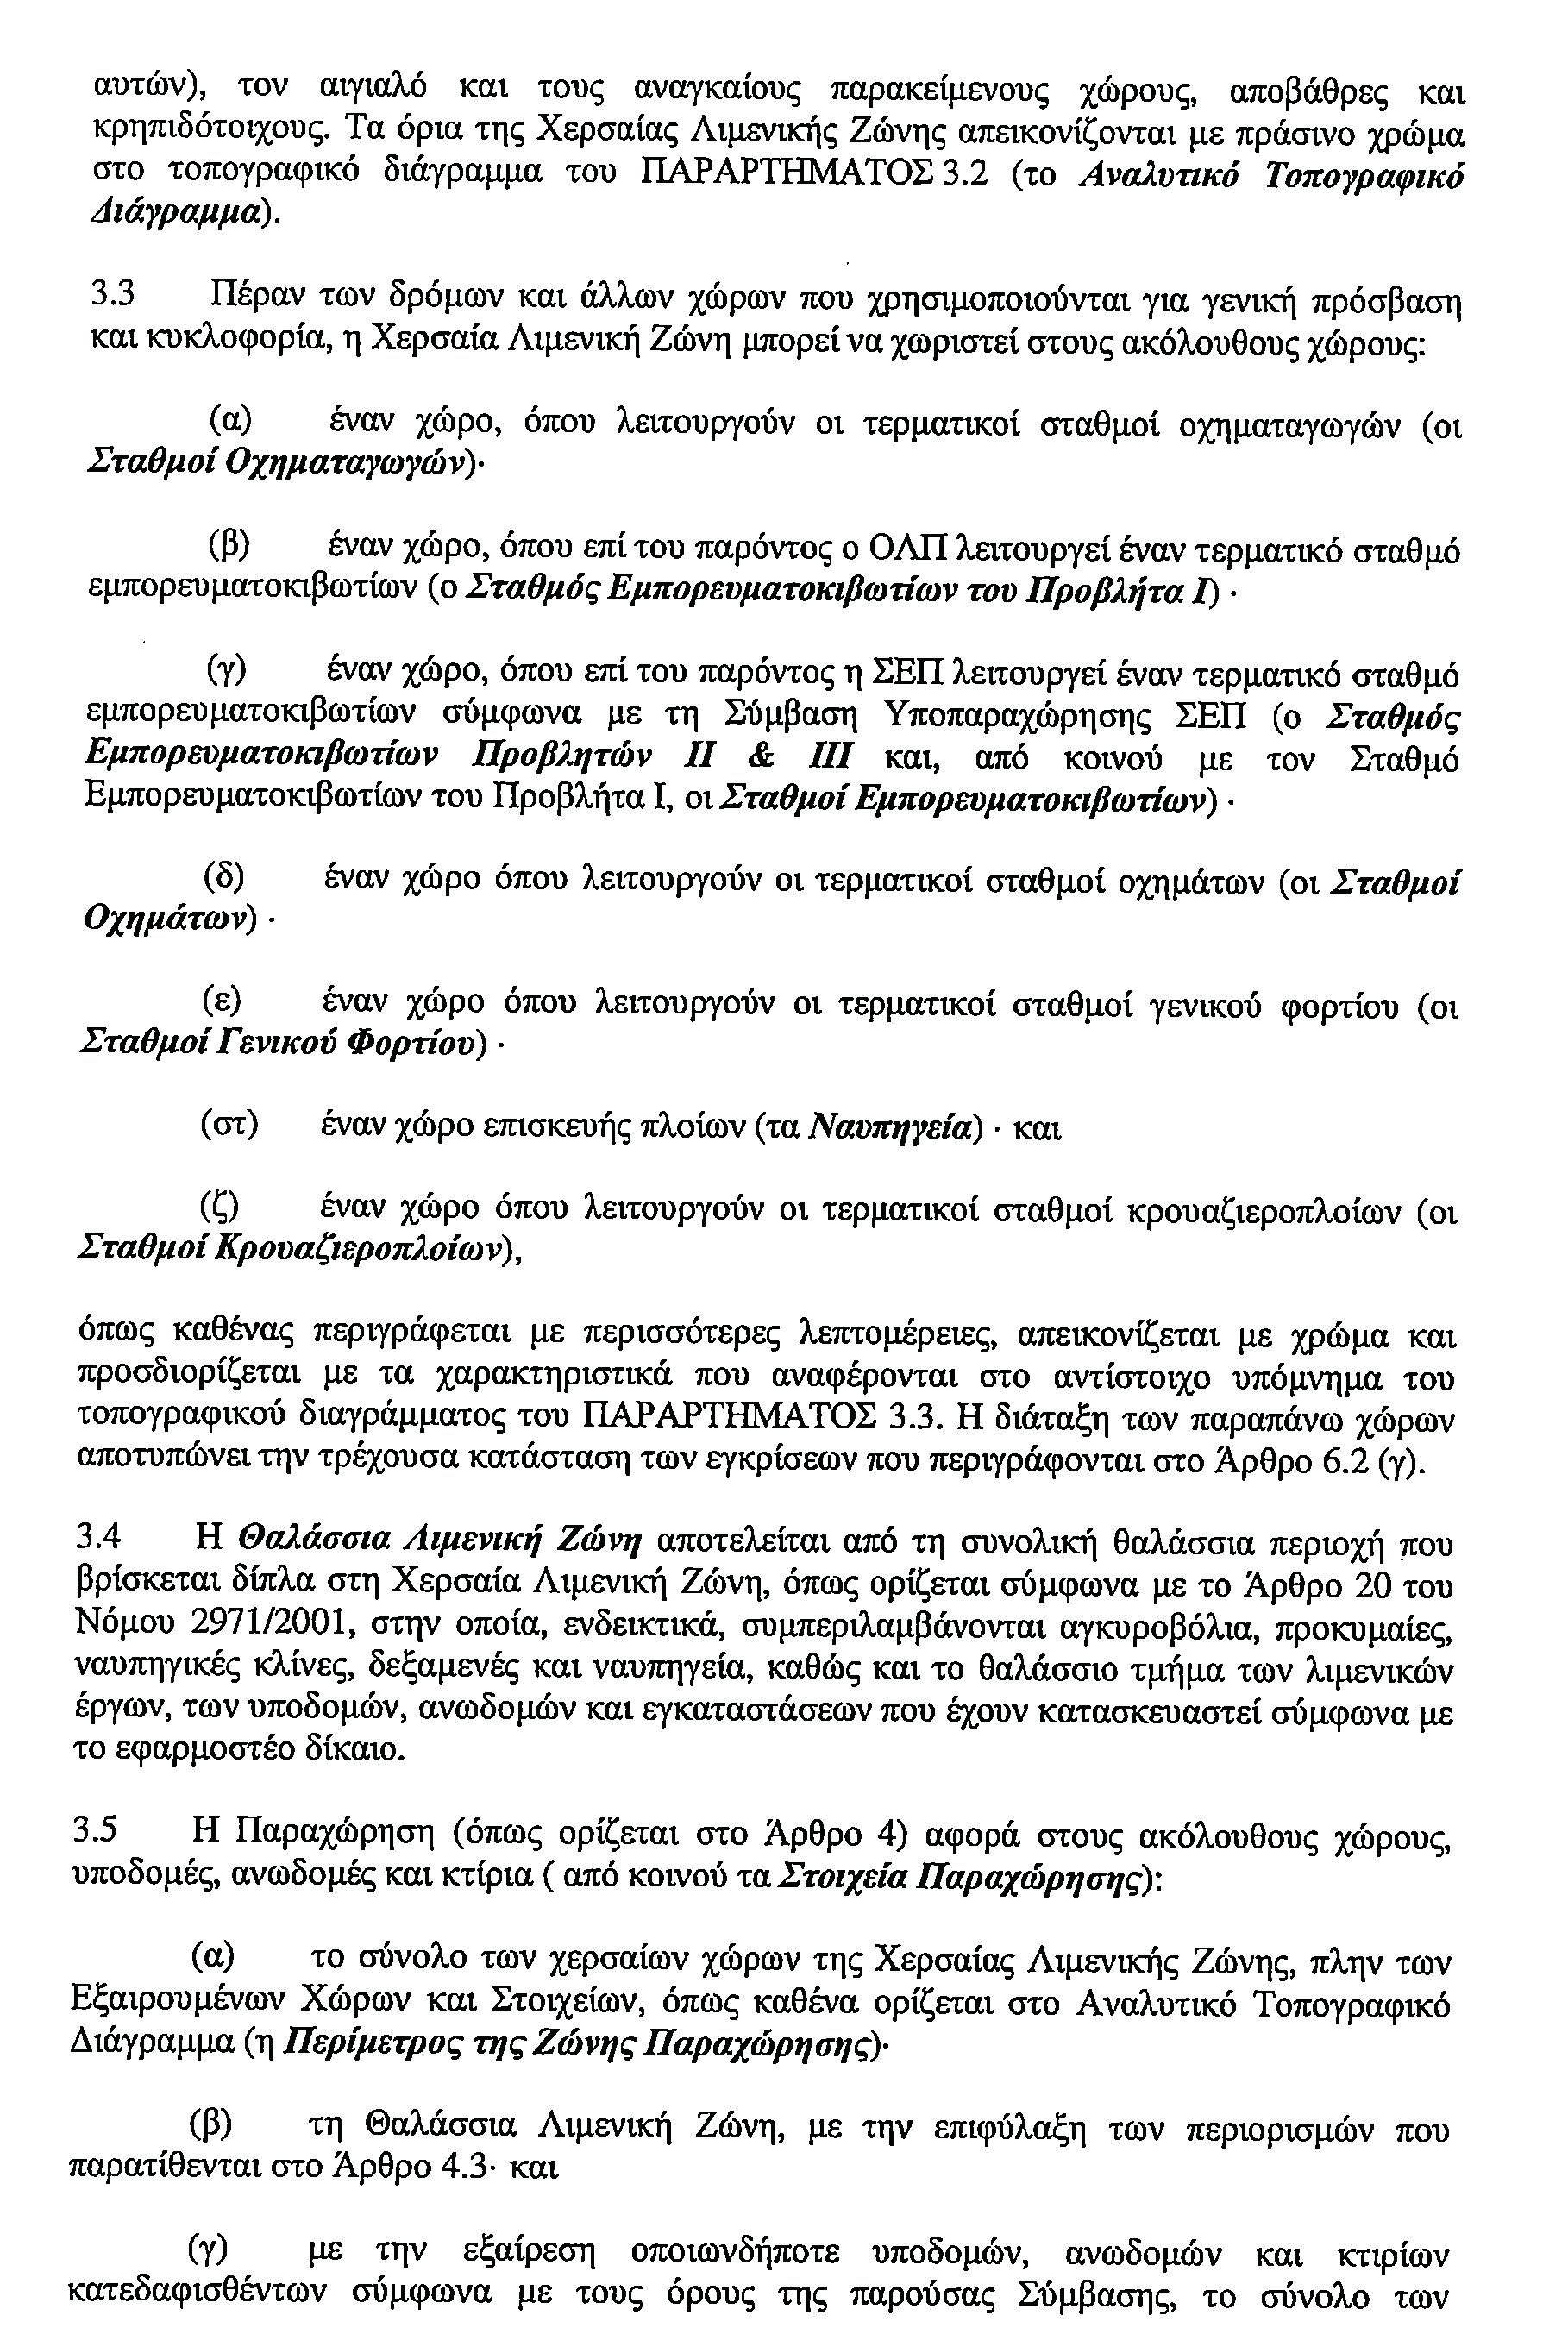 αυτών), τον αιγιαλό και τους αναγκαίους παρακείμενους χώρους, αποβάθρες και
κρηπιδότοιχους. Τα όρια της Χερσαίας Λιμενικής Ζώνης απεικονίζονται με πράσινο χρώμα
στο τοπογραφικό διάγραμμα του ΠΑΡΑΡΤΗΜΑΤΟΣ 3.2 (το Αναλυτικό Τοπογραφικό
Διάγραμμα).
3.3 Πέραν των δρόμων και άλλων χώρων που χρησιμοποιούνται για γενική πρόσβαση
και κυκλοφορία, η Χερσαία Λιμενική Ζώνη μπορεί να χωριστεί στους ακόλουθους χώρους:
(α) έναν χώρο, όπου λειτουργούν οι τερματικοί σταθμοί οχηματαγωγών (οι
Σταθμοί Οχηματαγωγών)·
(β) έναν χώρο, όπου επί του παρόντος ο ΟΛΠ λειτουργεί έναν τερματικό σταθμό
εμπορευματοκιβωτίων (ο Σταθμός Εμπορευματοκιβωτίων του Προβλήτα Ι) ·
(γ) έναν χώρο, όπου επί του παρόντος η ΣΕΠ λειτουργεί έναν τερματικό σταθμό
εμπορευματοκιβωτίων σύμφωνα με τη Σύμβαση Υποπαραχώρησης ΣΕΠ (ο Σταθμός
Εμπορευματοκιβωτίων Προβλητών ΙΙ & ΙΙΙ και, από κοινού με τον Σταθμό
Εμπορευματοκιβωτίων του Προβλήτα Ι, οι Σταθμοί Εμπορευματοκιβωτίων) ·
(δ) έναν χώρο όπου λειτουργούν οι τερματικοί σταθμοί οχημάτων (οι Σταθμοί
Οχημάτων) ·
(ε) έναν χώρο όπου λειτουργούν οι τερματικοί σταθμοί γενικού φορτίου (οι
Σταθμοί Γενικού Φορτίου) ·
(στ) έναν χώρο επισκευής πλοίων (τα Ναυπηγεία) · και
(ζ) έναν χώρο όπου λειτουργούν οι τερματικοί σταθμοί κρουαζιεροπλοίων (οι
Σταθμοί Κρουαζιεροπλοίων),
όπως καθένας περιγράφεται με περισσότερες λεπτομέρειες, απεικονίζεται με χρώμα και
προσδιορίζεται με τα χαρακτηριστικά που αναφέρονται στο αντίστοιχο υπόμνημα του
τοπογραφικού διαγράμματος του ΠΑΡΑΡΤΗΜΑΤΟΣ 3.3. Η διάταξη των παραπάνω χώρων
αποτυπώνει την τρέχουσα κατάσταση των εγκρίσεων που περιγράφονται στο Άρθρο 6.2 (γ).
3.4 Η Θαλάσσια Λιμενική Ζώνη αποτελείται από τη συνολική θαλάσσια περιοχή που
βρίσκεται δίπλα στη Χερσαία Λιμενική Ζώνη, όπως ορίζεται σύμφωνα με το Άρθρο 20 του
Νόμου 2971/2001, στην οποία, ενδεικτικά, συμπεριλαμβάνονται αγκυροβόλια, προκυμαίες,
ναυπηγικές κλίνες, δεξαμενές και ναυπηγεία, καθώς και το θαλάσσιο τμήμα των λιμενικών
έργων, των υποδομών, ανωδομών και εγκαταστάσεων που έχουν κατασκευαστεί σύμφωνα με
το εφαρμοστέο δίκαιο.
3.5 Η Παραχώρηση (όπως ορίζεται στο Άρθρο 4) αφορά στους ακόλουθους χώρους,
υποδομές, ανωδομές και κτίρια ( από κοινού τα Στοιχεία Παραχώρησης):
(α) το σύνολο των χερσαίων χώρων της Χερσαίας Λιμενικής Ζώνης, πλην των
Εξαιρουμένων Χώρων και Στοιχείων, όπως καθένα ορίζεται στο Αναλυτικό Τοπογραφικό
Διάγραμμα (η Περίμετρος της Ζώνης Παραχώρησης)·
(β) τη Θαλάσσια Λιμενική Ζώνη, με την επιφύλαξη των περιορισμών που
παρατίθενται στο Άρθρο 4.3· και
(γ) με την εξαίρεση οποιωνδήποτε υποδομών, ανωδομών και κτιρίων
κατεδαφισθέντων σύμφωνα με τους όρους της παρούσας Σύμβασης, το σύνολο των